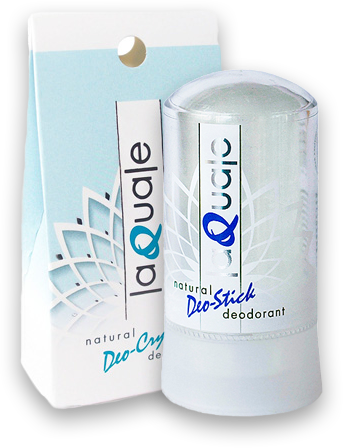 laQuale
natural
Deo-Cry
de
laQuale
natural
Deo-Stick
deodorant